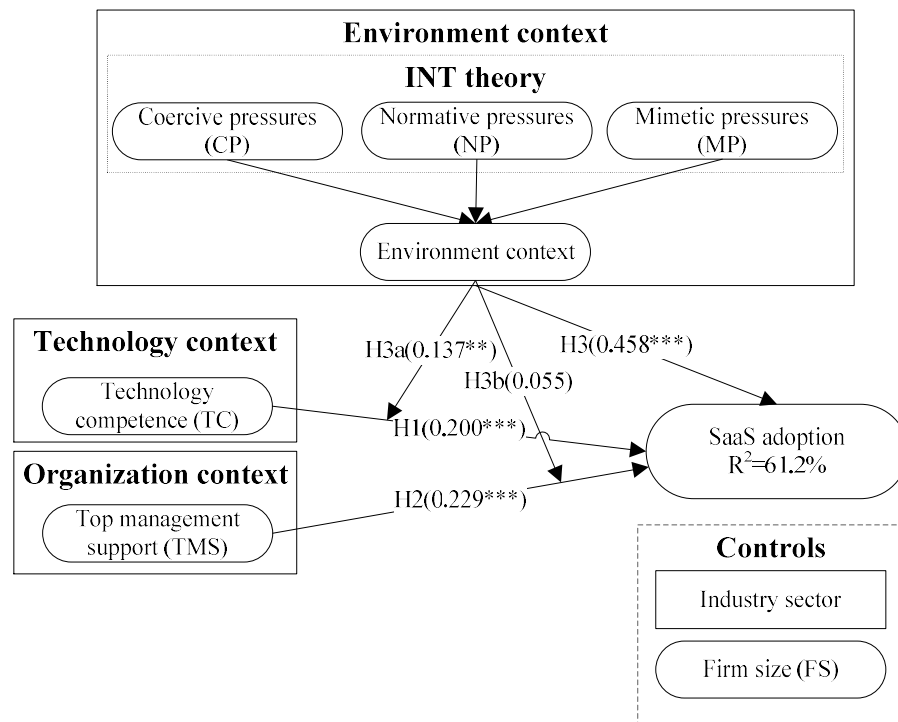 Environment context
INT theory
Coercive pressures
(CP)
Normative pressures
(NP)
Mimetic pressures
(MP)
Environment context
Technology context
Technology
competence (TC)
Organization context
Top management
support (TMS)
H3a(0.137**)
H3b(0.055)
H3(0.458***)
H1(0.200***)
H2(0.229***)
SaaS adoption
R²=61.2%
Controls
Industry sector
Firm size (FS)